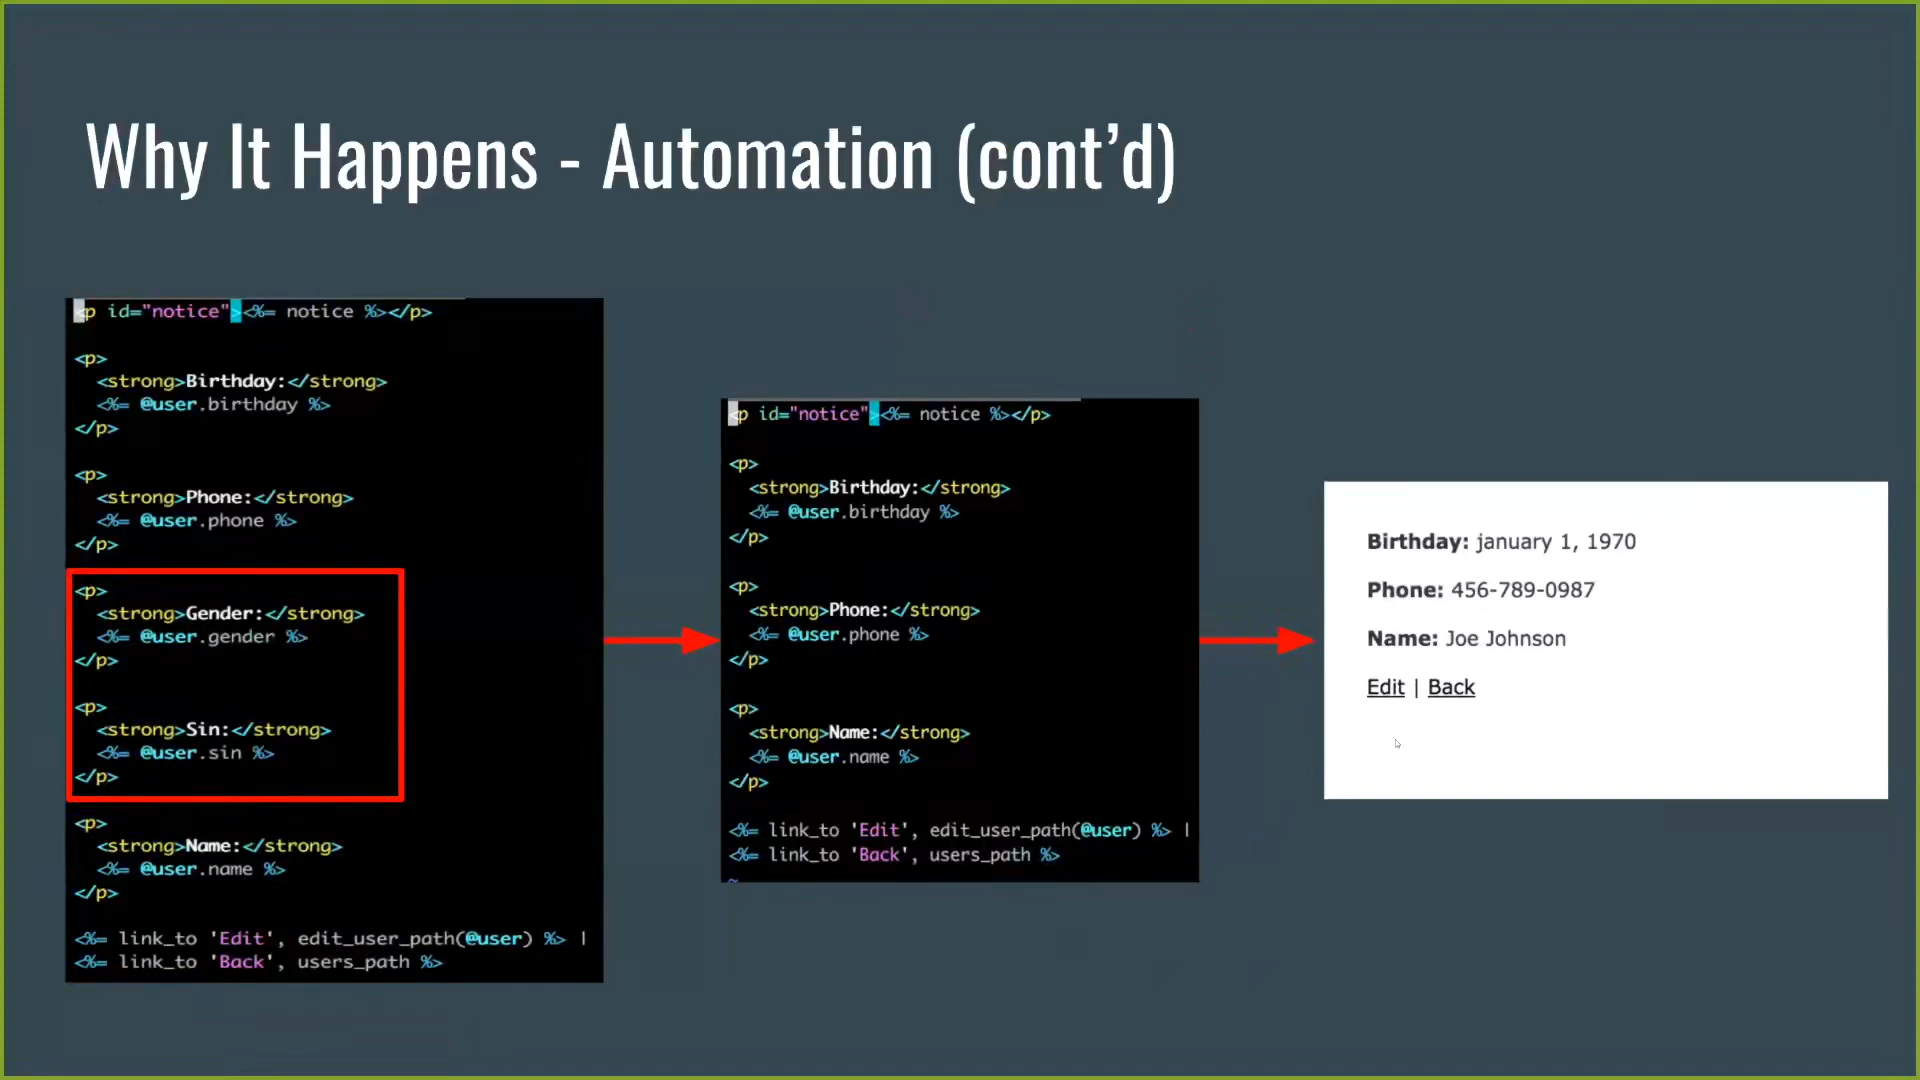 Why It Happens - Automation (cont’d)
<p id="notice"><%= notice %></p>
<p>
<strong>Birthday:</strong>
<%= @user.birthday %>
</p>
<p>
<strong>Phone:</strong>
<%= @user.phone %>
</p>
<p>
<strong>Gender:</strong>
<%= @user.gender %>
</p>
<p>
<strong>Sin:</strong>
<%= @user.sin %>
</p>
<p>
<strong>Name:</strong>
<%= @user.name %>
</p>
<%= link_to 'Edit', edit_user_path(@user) %> |
<%= link_to 'Back', users_path %>
<p id="notice"><%= notice %></p>
<p>
<strong>Birthday:</strong>
<%= @user.birthday %>
</p>
<p>
<strong>Phone:</strong>
<%= @user.phone %>
</p>
<p>
<strong>Name:</strong>
<%= @user.name %>
</p>
<%= link_to 'Edit', edit_user_path(@user) %> |
<%= link_to 'Back', users_path %>
~
Birthday: january 1, 1970
Phone: 456-789-0987
Name: Joe Johnson
Edit | Back